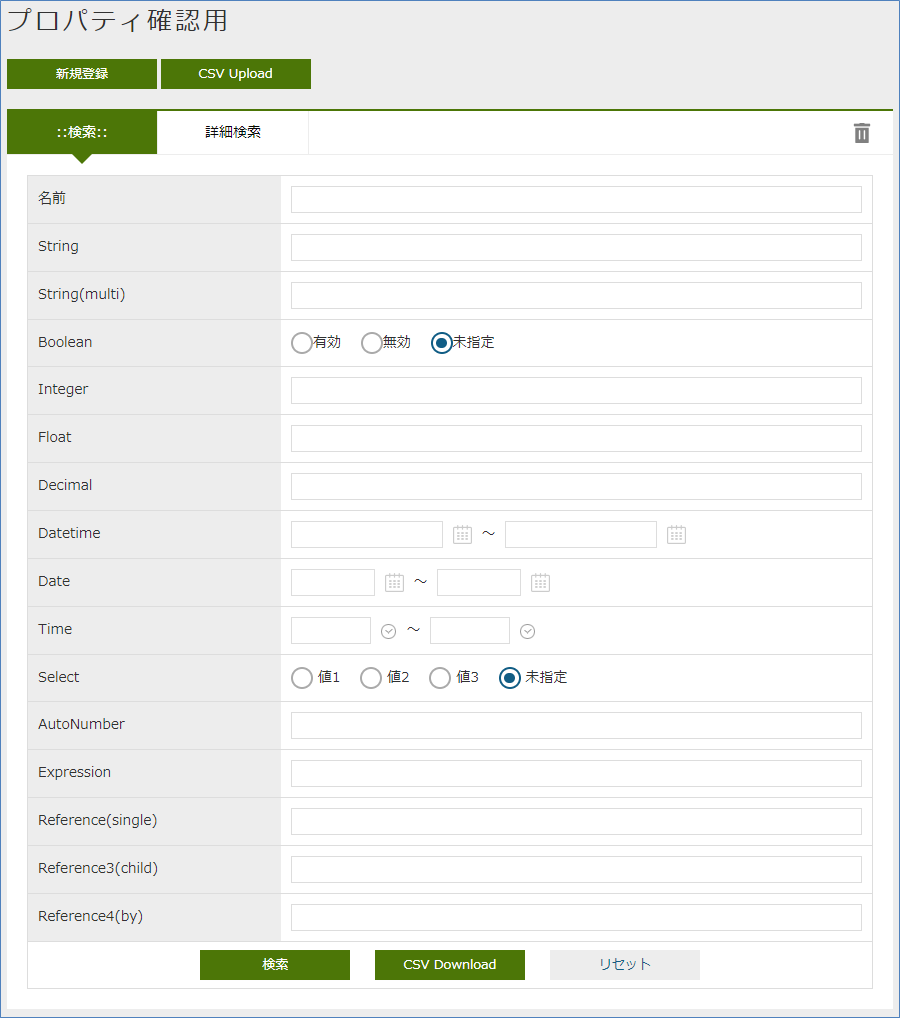 プロパティ確認用
新規登録 CSV Upload
::検索:: 詳細検索
名前
String
String(multi)
Boolean 有効 無効 未指定
Integer
Float
Decimal
Datetime ～
Date ～
Time ～
Select 値1 値2 値3 未指定
AutoNumber
Expression
Reference(single)
Reference3(child)
Reference4(by)
検索 CSV Download リセット